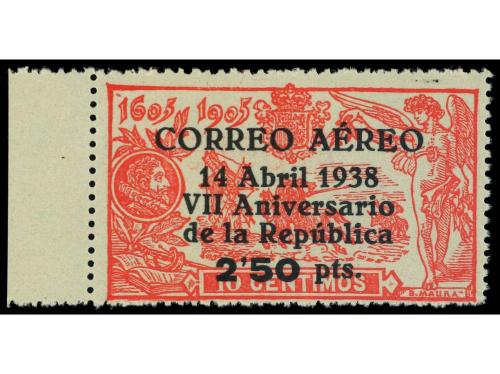 1605 1905
CORREO AÉREO
14 Abril 1938
VII Aniversario
de la República
2'50 pts.
10 CENTIMOS
B. MAURA